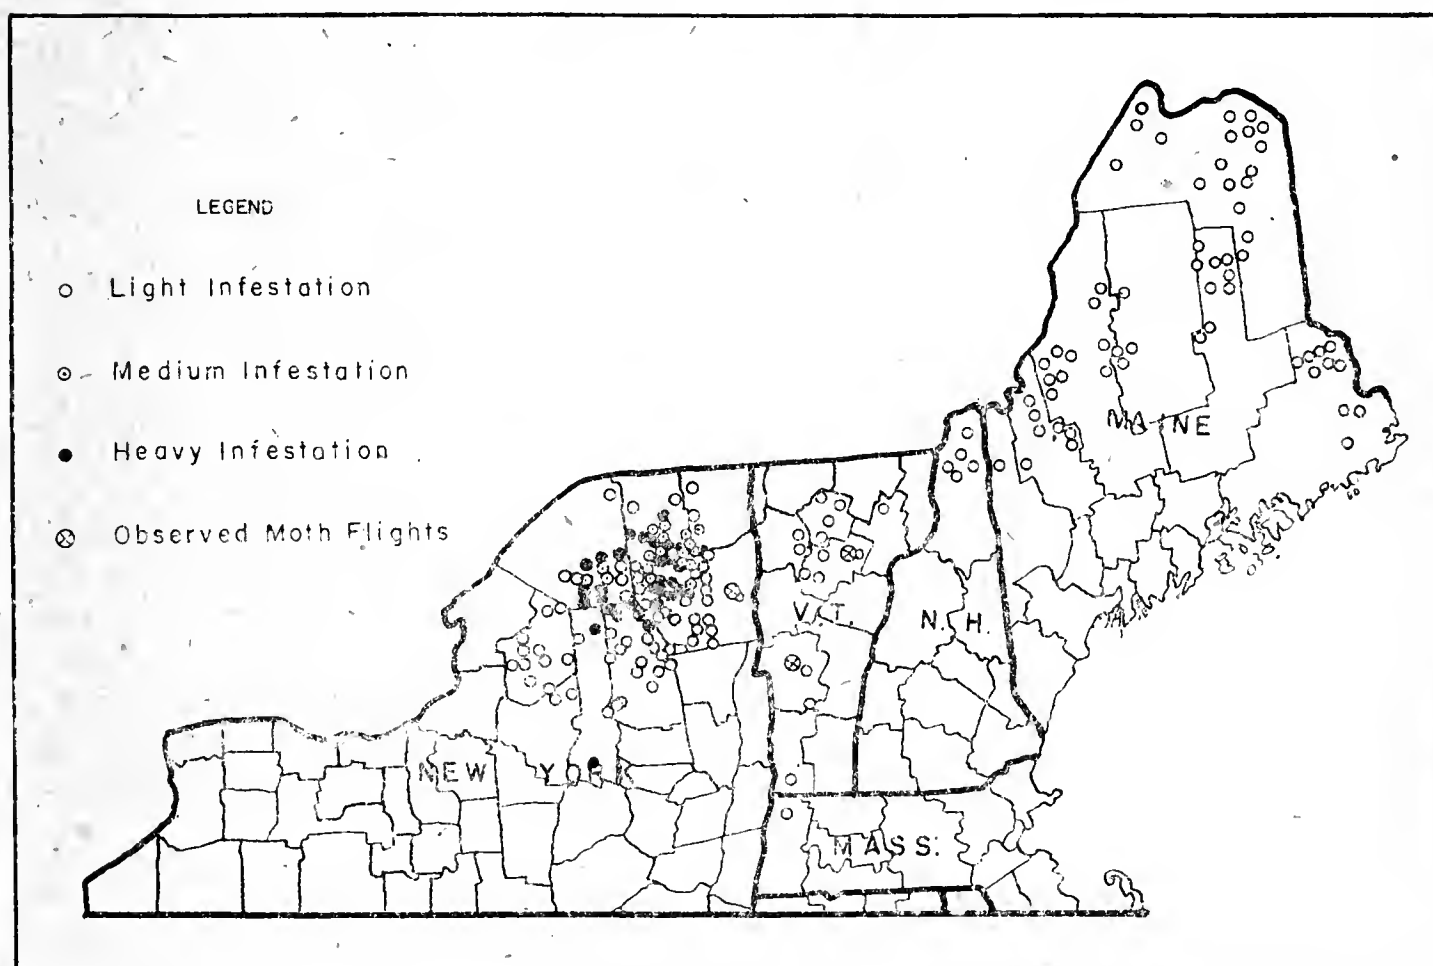 LEGEND
Light Infestation
Medium Infestation
Heavy Infestation
Observed Moth Flights
MAINE
V.T.
N. H.
NEW YORK
MASS.